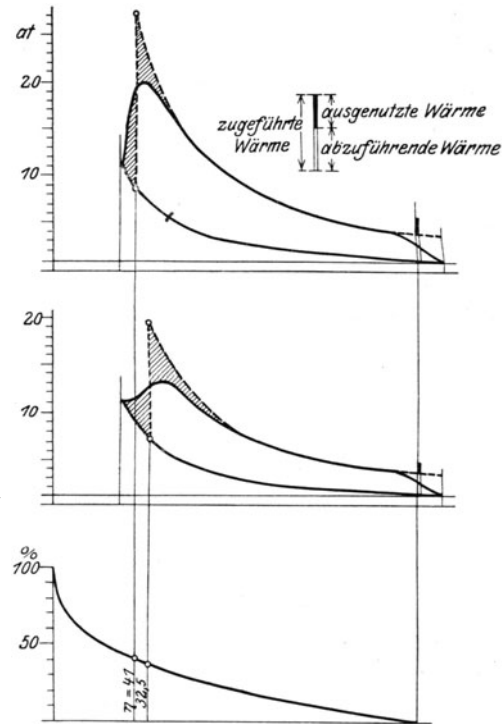 at
20
zugeführte
Wärme
ausgenutzte Wärme
abzuführende Wärme
10
20
10
%
100
50
η = 41
32,5